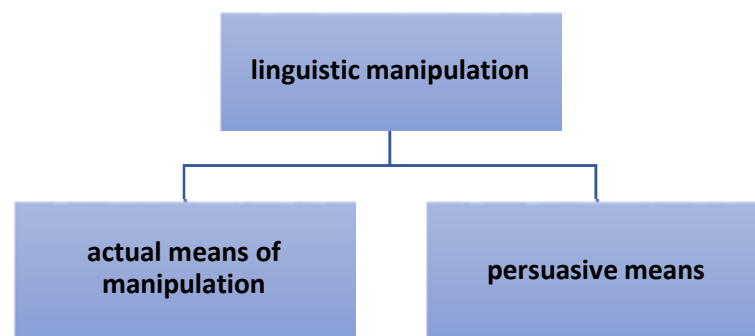 linguistic manipulation
actual means of
manipulation
persuasive means